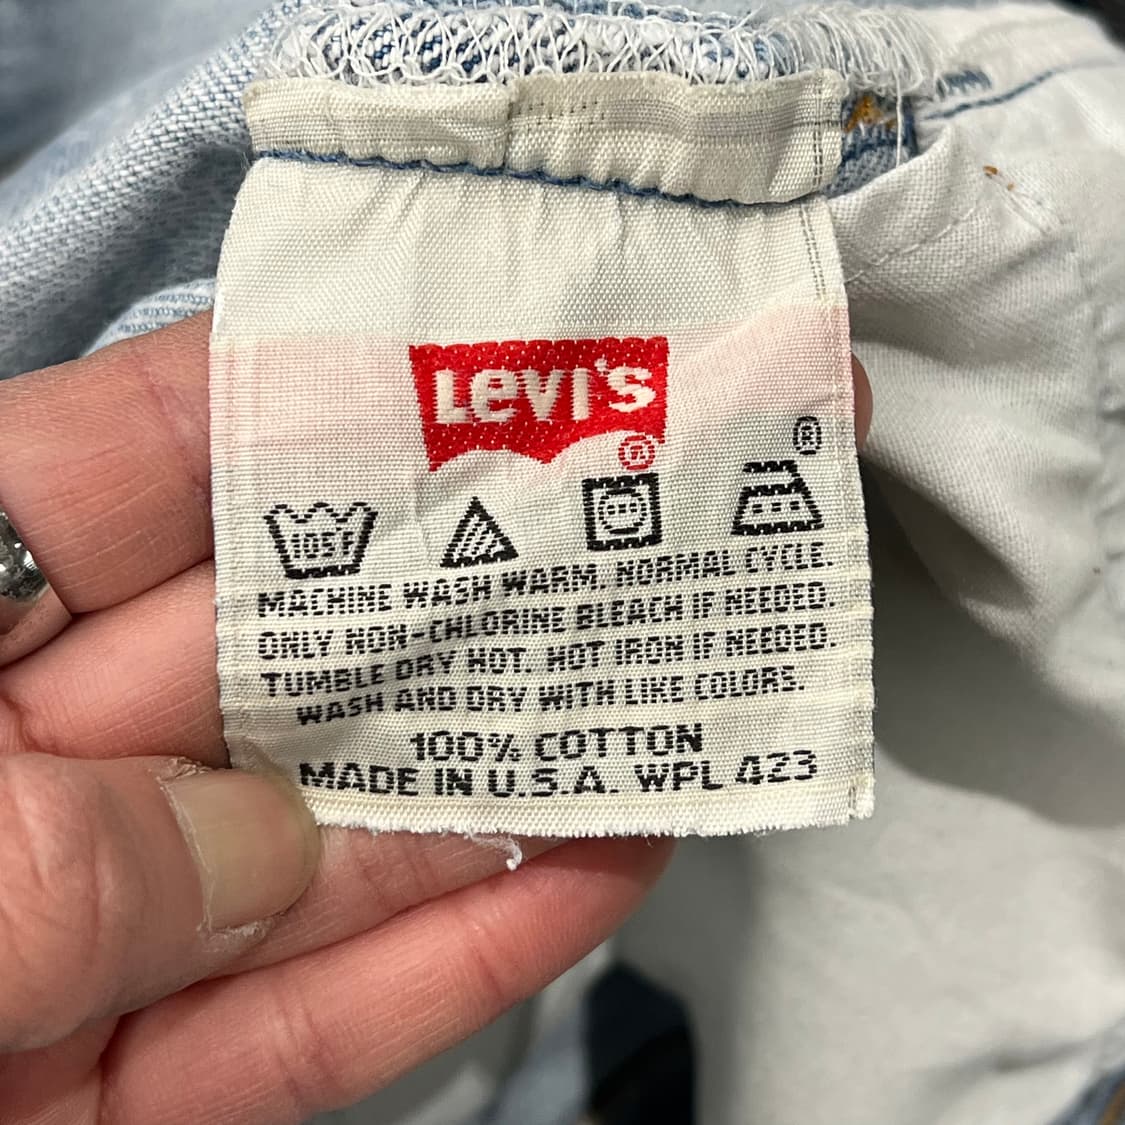 LEVI'S
®
®
105F
MACHINE WASH WARM. NORMAL CYCLE.
ONLY NON-CHLORINE BLEACH IF NEEDED.
TUMBLE DRY HOT. HOT IRON IF NEEDED.
WASH AND DRY WITH LIKE COLORS.
100% COTTON
MADE IN U.S.A. WPL 423